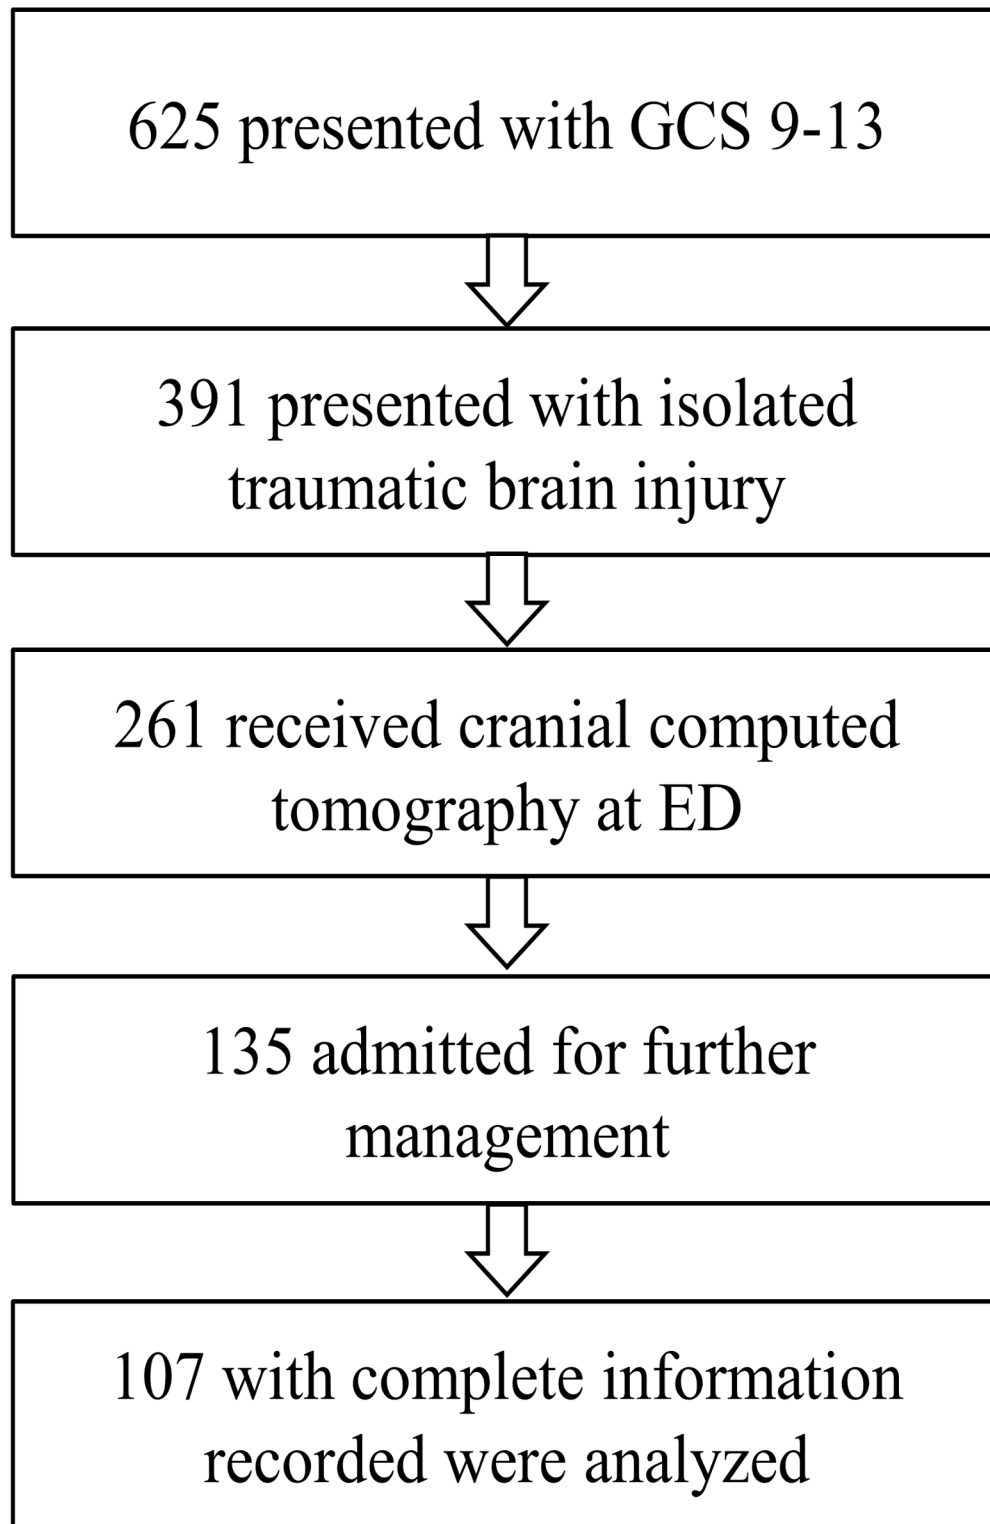 625 presented with GCS 9-13
391 presented with isolated
traumatic brain injury
261 received cranial computed
tomography at ED
135 admitted for further
management
107 with complete information
recorded were analyzed